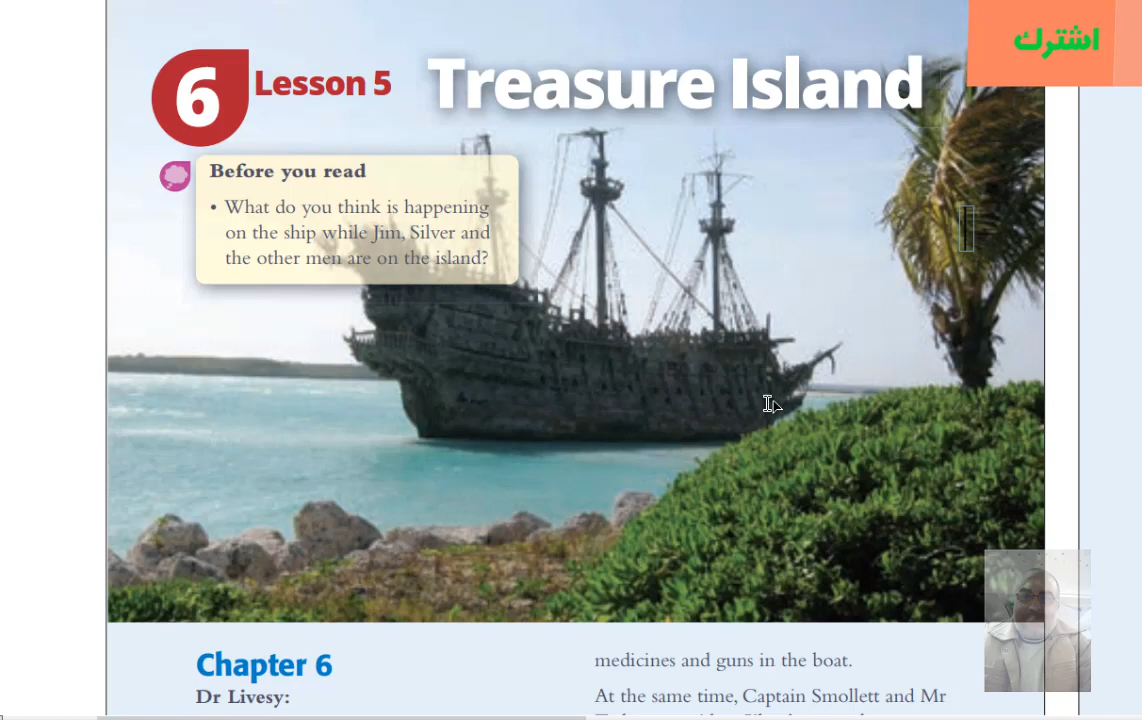 اشترك
6 Lesson 5 Treasure Island
Before you read
• What do you think is happening
on the ship while Jim, Silver and
the other men are on the island?
Chapter 6
Dr Livesy:
medicines and guns in the boat.
At the same time, Captain Smollett and Mr